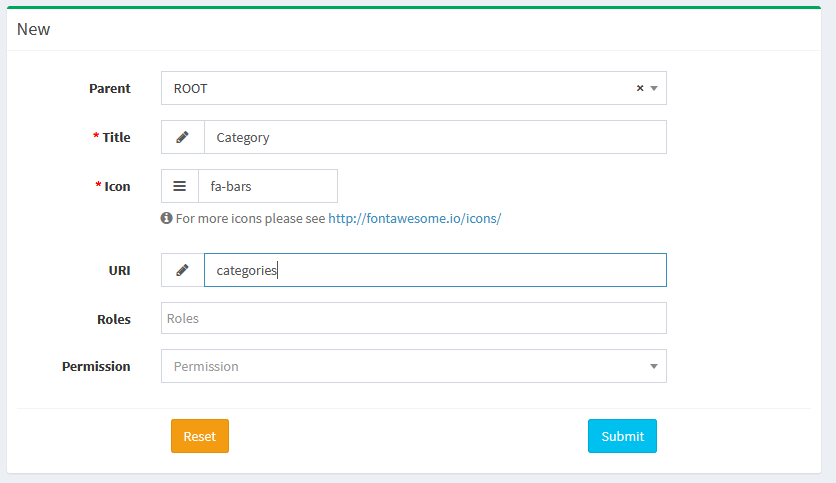 New
Parent ROOT ×
* Title Category
* Icon fa-bars
For more icons please see http://fontawesome.io/icons/
URI categories
Roles Roles
Permission Permission
Reset Submit